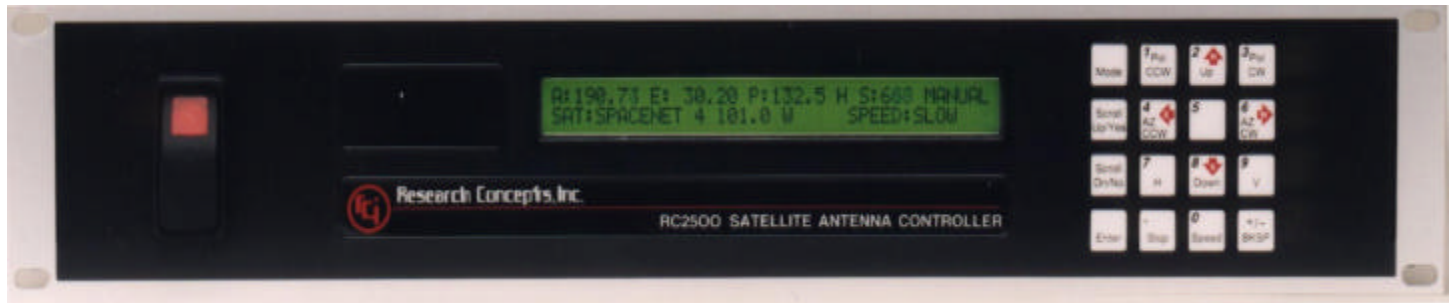 A:190.73 E: 30.20 P:132.5 H S:668 MANUAL
SAT:SPACENET 4 101.0 W SPEED:SLOW
rci
Research Concepts, Inc.
RC2500 SATELLITE ANTENNA CONTROLLER
Mode
1 Pol CCW
2 Up
3 Pol CW
Scroll Up/Yes
4 AZ CCW
5
6 AZ CW
Scroll Dn/No
7 H
8 Down
9 V
Enter
Stop
0 Speed
+/- BKSP